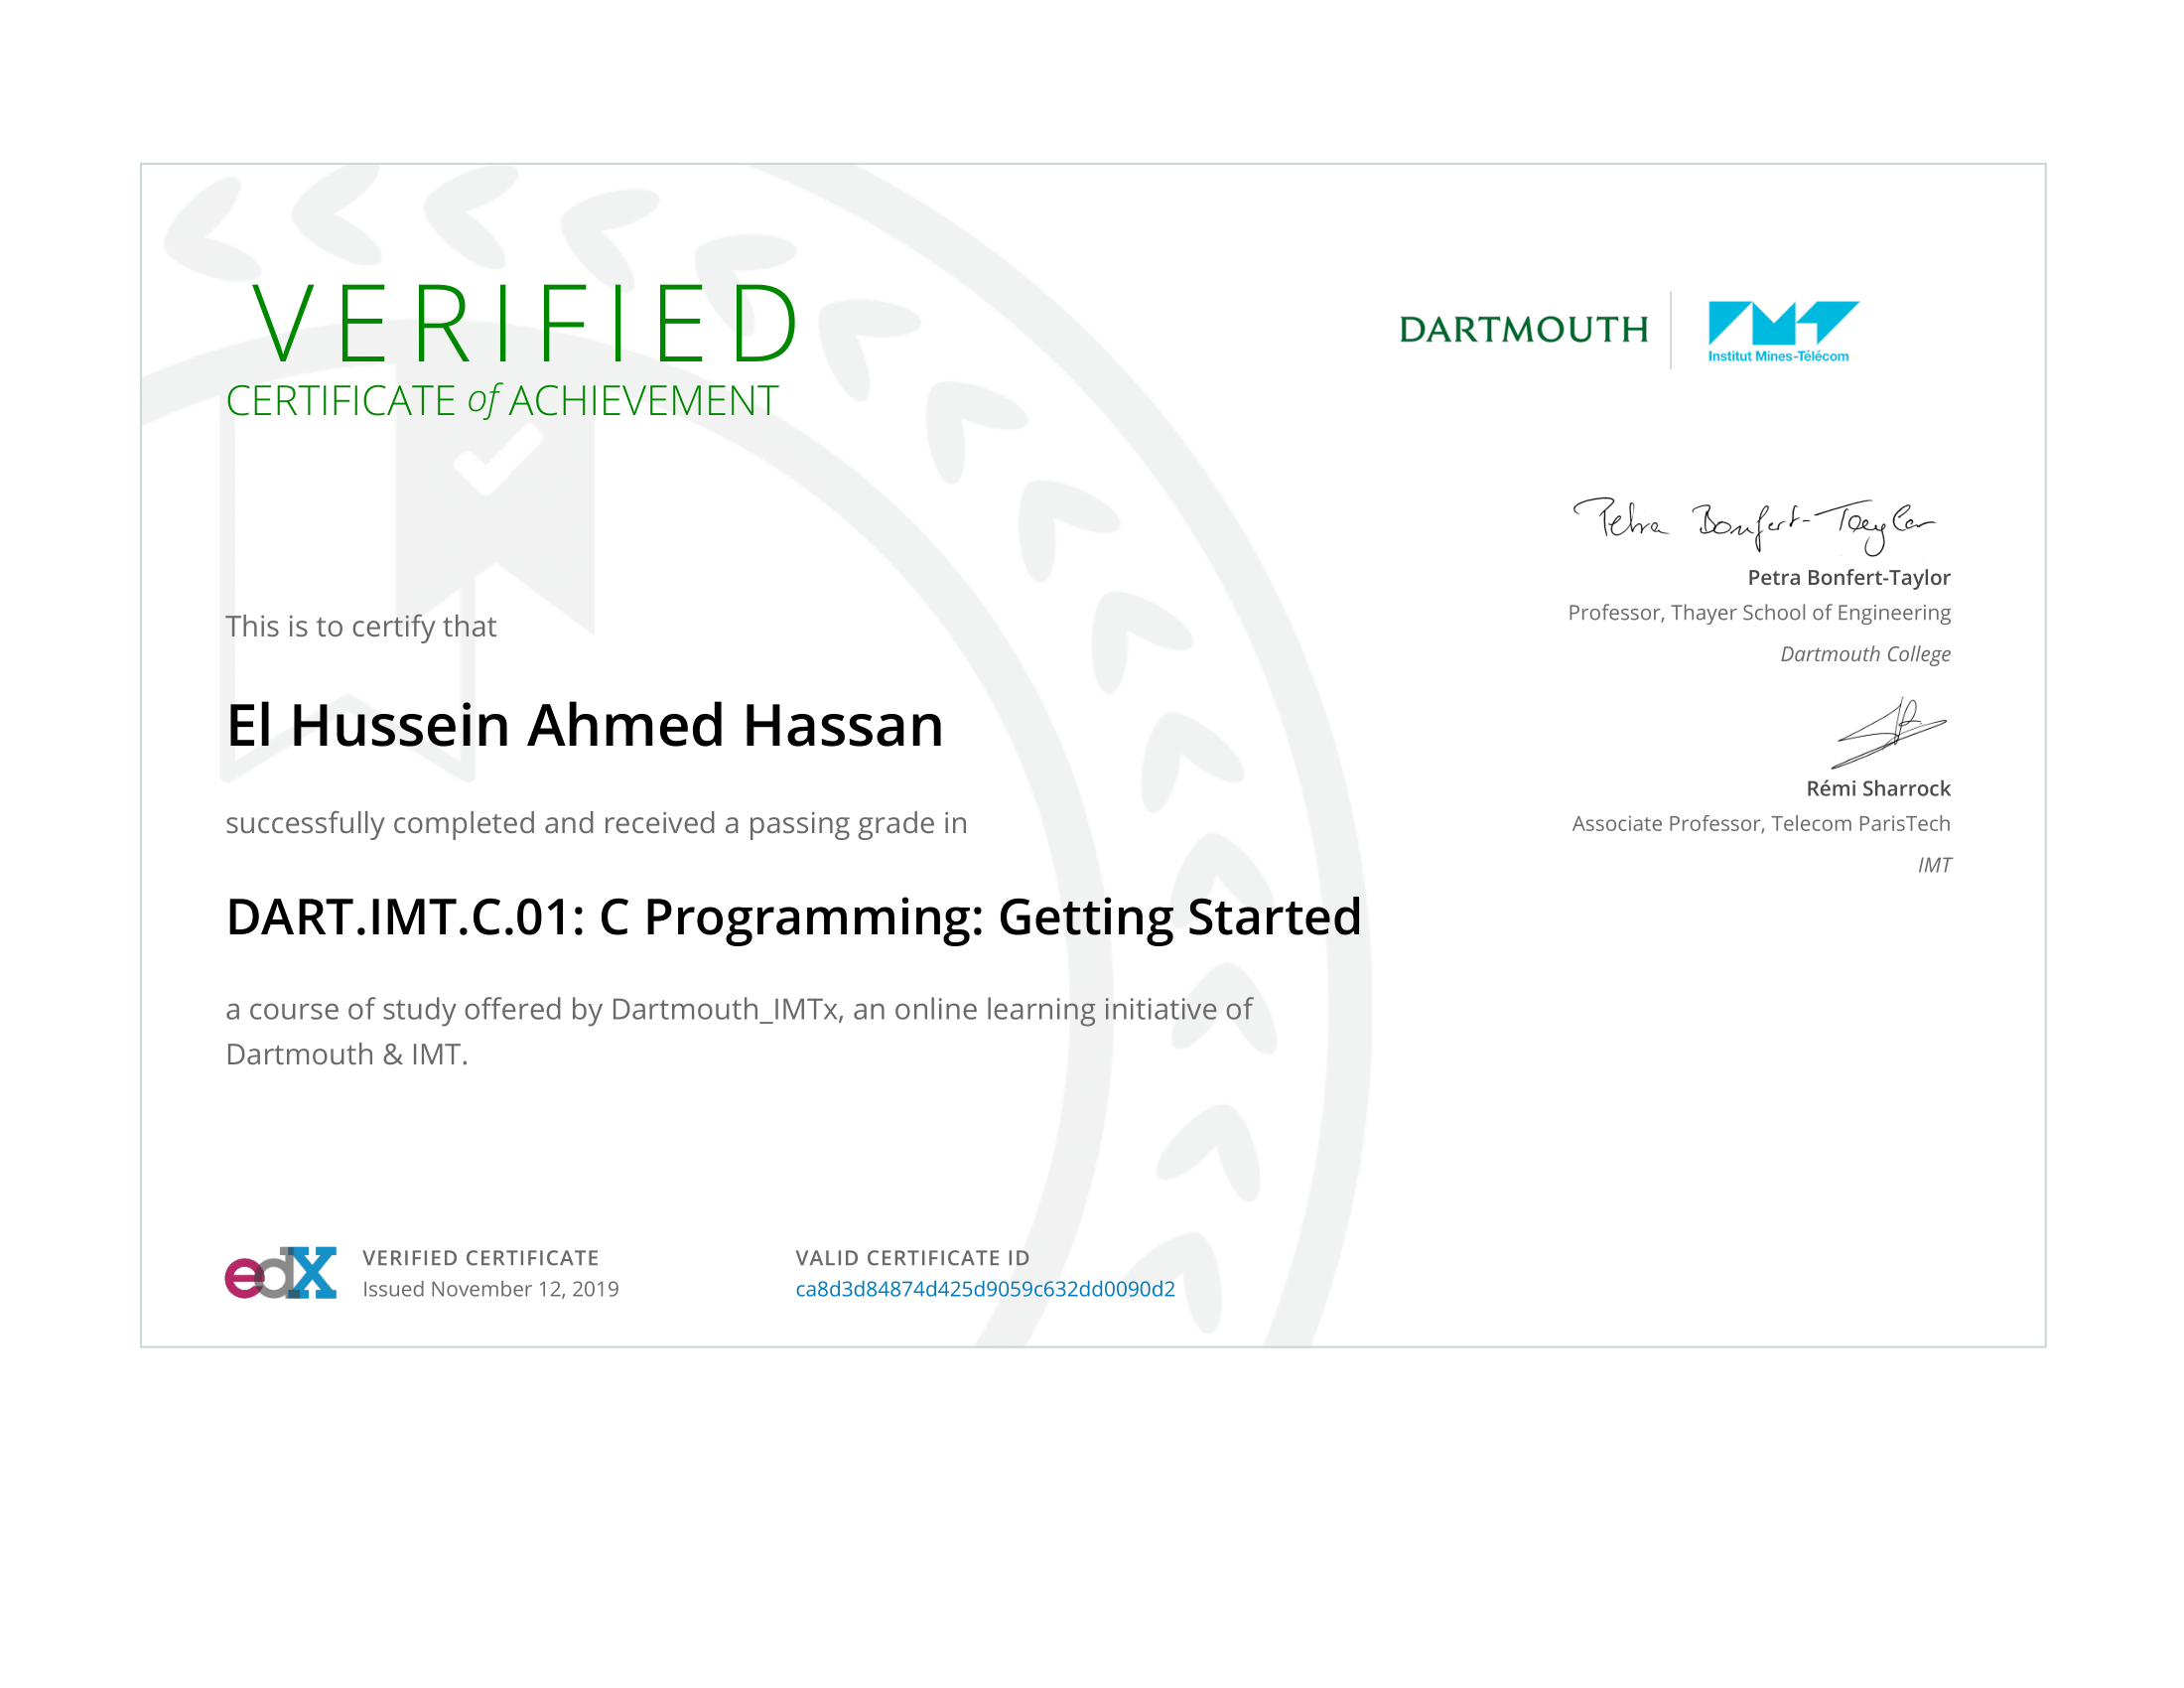 VERIFIED
CERTIFICATE of ACHIEVEMENT
DARTMOUTH
Institut Mines-Télécom
This is to certify that
El Hussein Ahmed Hassan
successfully completed and received a passing grade in
DART.IMT.C.01: C Programming: Getting Started
a course of study offered by Dartmouth_IMTx, an online learning initiative of
Dartmouth & IMT.
Petra Bonfert-Taylor
Petra Bonfert-Taylor
Professor, Thayer School of Engineering
Dartmouth College
Rémi Sharrock
Associate Professor, Telecom ParisTech
IMT
edX
VERIFIED CERTIFICATE
Issued November 12, 2019
VALID CERTIFICATE ID
ca8d3d84874d425d9059c632dd0090d2